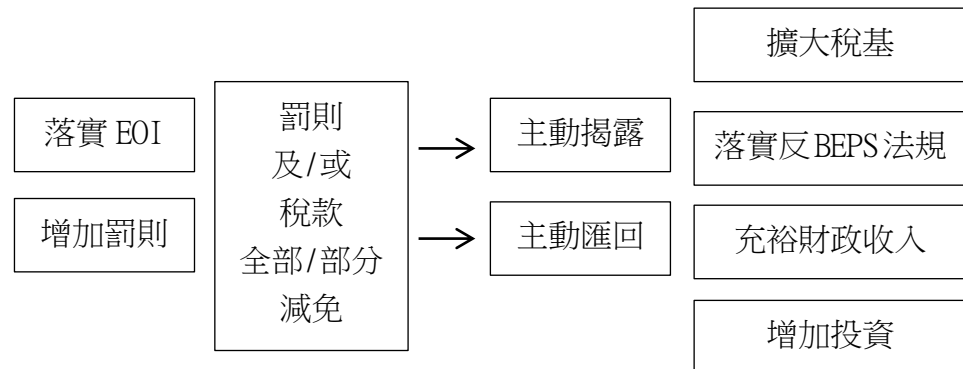 落實 EOI
增加罰則
罰則
及/或
稅款
全部/部分
減免
主動揭露
主動匯回
擴大稅基
落實反BEPS法規
充裕財政收入
增加投資